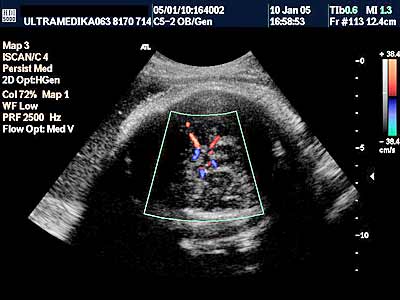 ULTRAMEDIKA063 8170 714
05/01/10:164002
C5-2 OB/Gen
10 Jan 05
16:58:53
TIb0.6 MI 1.3
Fr #113 12.4cm
Map 3
ISCAN/C 4
Persist Med
2D Opt:HGen
Col 72% Map 1
WF Low
PRF 2500 Hz
Flow Opt: Med V
ATL
0
+ 38.4
5
- 38.4
cm/s
10